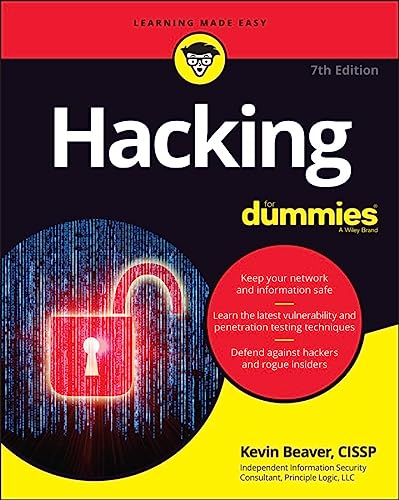 LEARNING MADE EASY
7th Edition
Hacking
for
dummies®
A Wiley Brand
Keep your network
and information safe
Learn the latest vulnerability and
penetration testing techniques
Defend against hackers
and rogue insiders
Kevin Beaver, CISSP
Independent Information Security
Consultant, Principle Logic, LLC